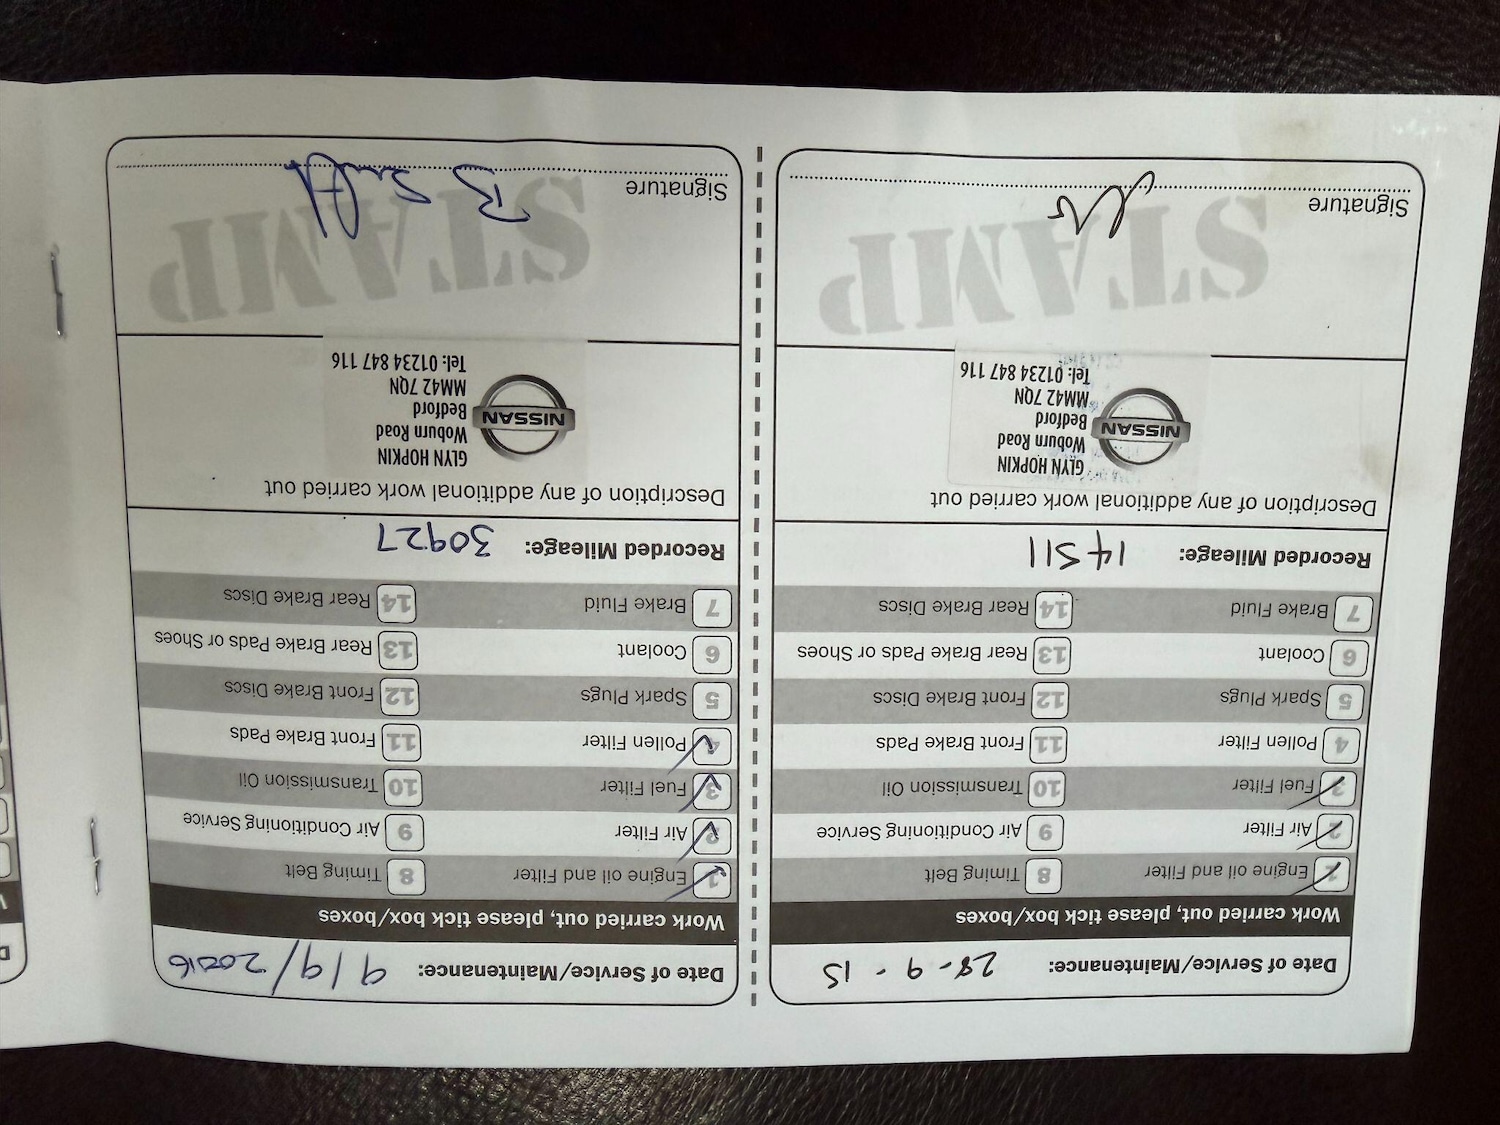 Date of Service/Maintenance: 28-9-15
Work carried out, please tick box/boxes
1 Engine oil and Filter 8 Timing Belt
2 Air Filter 9 Air Conditioning Service
3 Fuel Filter 10 Transmission Oil
4 Pollen Filter 11 Front Brake Pads
5 Spark Plugs 12 Front Brake Discs
6 Coolant 13 Rear Brake Pads or Shoes
7 Brake Fluid 14 Rear Brake Discs
Recorded Mileage: 14511
Description of any additional work carried out
GLYN HOPKIN
Woburn Road
NISSAN
Bedford
MM42 7QN
Tel: 01234 847 116
STAMP
Signature
Date of Service/Maintenance: 9/9/20016
Work carried out, please tick box/boxes
1 Engine oil and Filter 8 Timing Belt
2 Air Filter 9 Air Conditioning Service
3 Fuel Filter 10 Transmission Oil
4 Pollen Filter 11 Front Brake Pads
5 Spark Plugs 12 Front Brake Discs
6 Coolant 13 Rear Brake Pads or Shoes
7 Brake Fluid 14 Rear Brake Discs
Recorded Mileage: 30927
Description of any additional work carried out
GLYN HOPKIN
Woburn Road
NISSAN
Bedford
MM42 7QN
Tel: 01234 847 116
STAMP
Signature